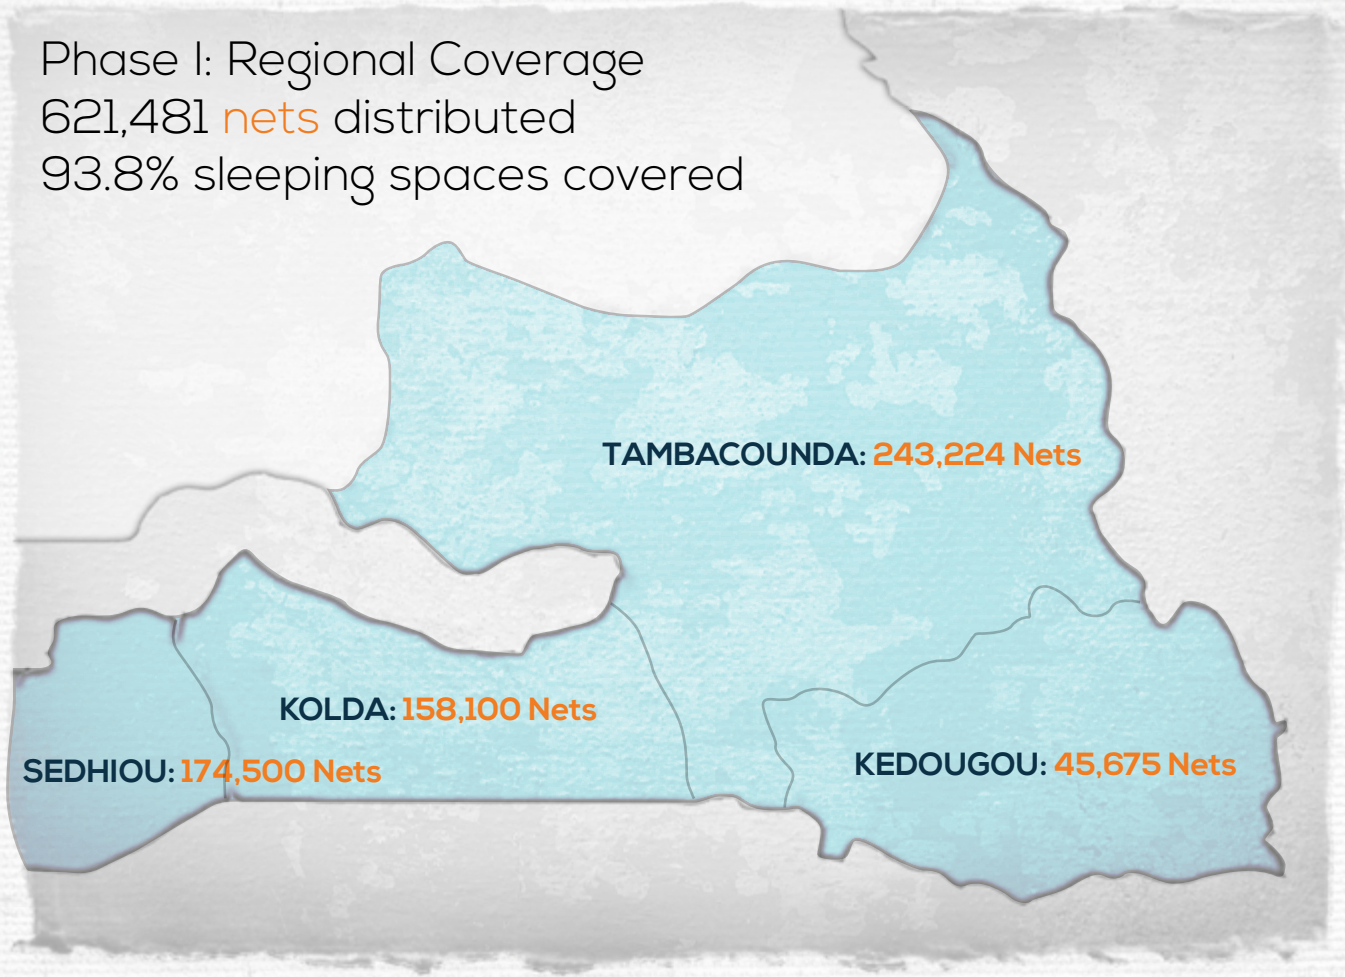 Phase I: Regional Coverage
621,481 nets distributed
93.8% sleeping spaces covered
TAMBACOUNDA: 243,224 Nets
KOLDA: 158,100 Nets
SEDHIOU: 174,500 Nets
KEDOUGOU: 45,675 Nets